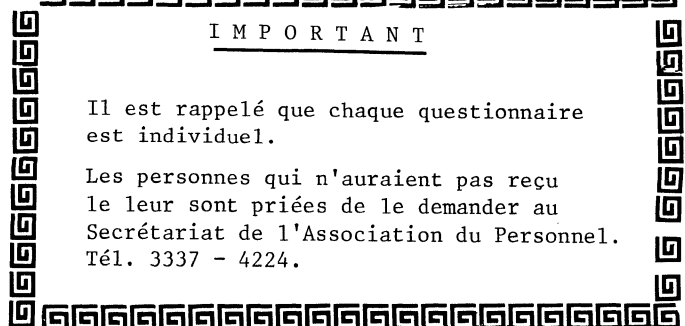 I M P O R T A N T
Il est rappelé que chaque questionnaire
est individuel.
Les personnes qui n'auraient pas reçu
le leur sont priées de le demander au
Secrétariat de l'Association du Personnel.
Tél. 3337 - 4224.